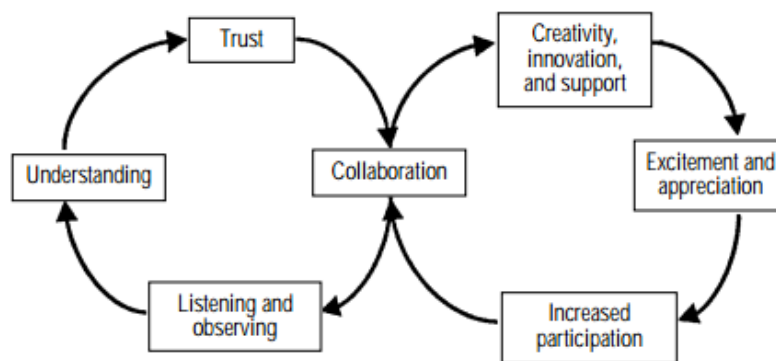 Trust
Creativity,
innovation,
and support
Understanding
Collaboration
Excitement and
appreciation
Listening and
observing
Increased
participation